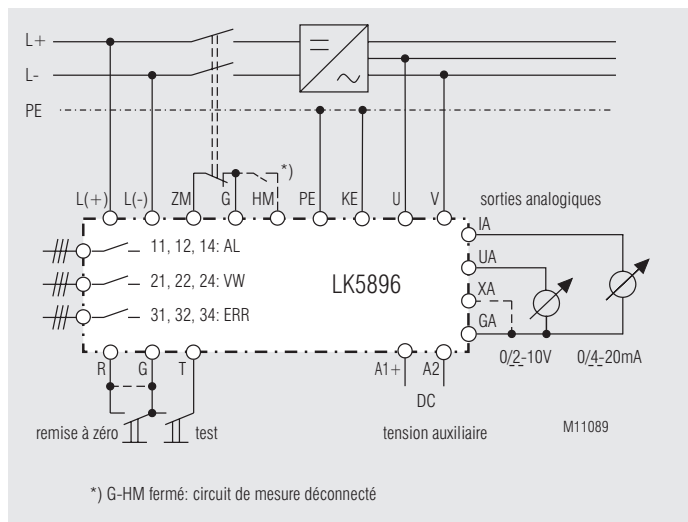 L+
L-
PE
*)
L(+) L(-) ZM G HM PE KE U V sorties analogiques
IA
11, 12, 14: AL
UA
21, 22, 24: VW LK5896
XA
31, 32, 34: ERR
GA
0/2-10V 0/4-20mA
R G T A1+ A2
DC
remise à zéro test tension auxiliaire M11089
*) G-HM fermé: circuit de mesure déconnecté